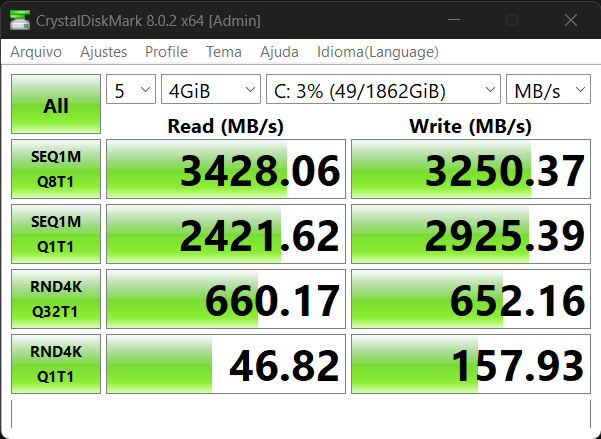 CrystalDiskMark 8.0.2 x64 [Admin]
Arquivo Ajustes Profile Tema Ajuda Idioma(Language)
All 5 4GiB C: 3% (49/1862GiB) MB/s
Read (MB/s) Write (MB/s)
SEQ1M
Q8T1 3428.06 3250.37
SEQ1M
Q1T1 2421.62 2925.39
RND4K
Q32T1 660.17 652.16
RND4K
Q1T1 46.82 157.93